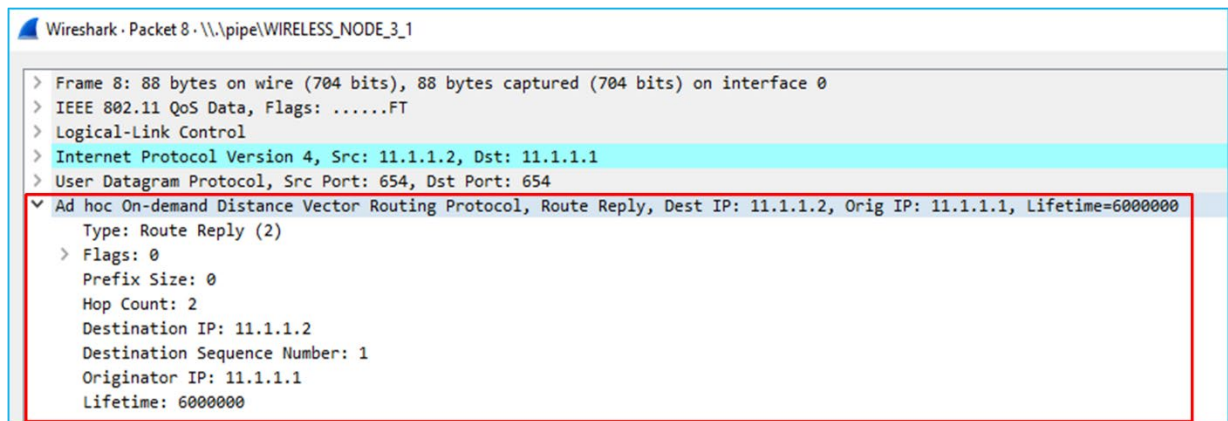 Wireshark · Packet 8 · \\.\pipe\WIRELESS_NODE_3_1
> Frame 8: 88 bytes on wire (704 bits), 88 bytes captured (704 bits) on interface 0
> IEEE 802.11 QoS Data, Flags: ......FT
> Logical-Link Control
> Internet Protocol Version 4, Src: 11.1.1.2, Dst: 11.1.1.1
> User Datagram Protocol, Src Port: 654, Dst Port: 654
Ad hoc On-demand Distance Vector Routing Protocol, Route Reply, Dest IP: 11.1.1.2, Orig IP: 11.1.1.1, Lifetime=6000000
Type: Route Reply (2)
> Flags: 0
Prefix Size: 0
Hop Count: 2
Destination IP: 11.1.1.2
Destination Sequence Number: 1
Originator IP: 11.1.1.1
Lifetime: 6000000